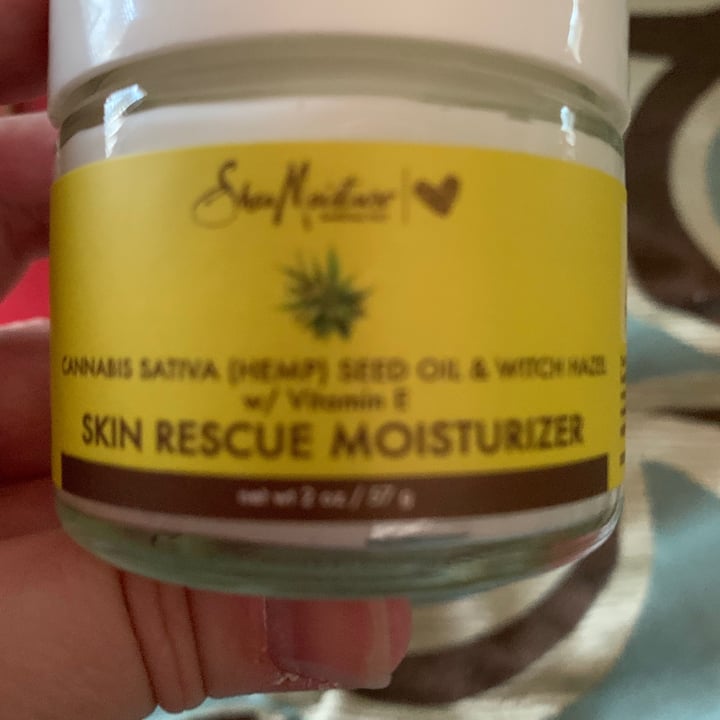 SheaMoisture
CANNABIS SATIVA (HEMP) SEED OIL & WITCH HAZEL
w/ Vitamin E
SKIN RESCUE MOISTURIZER
net wt 2 oz / 57 g